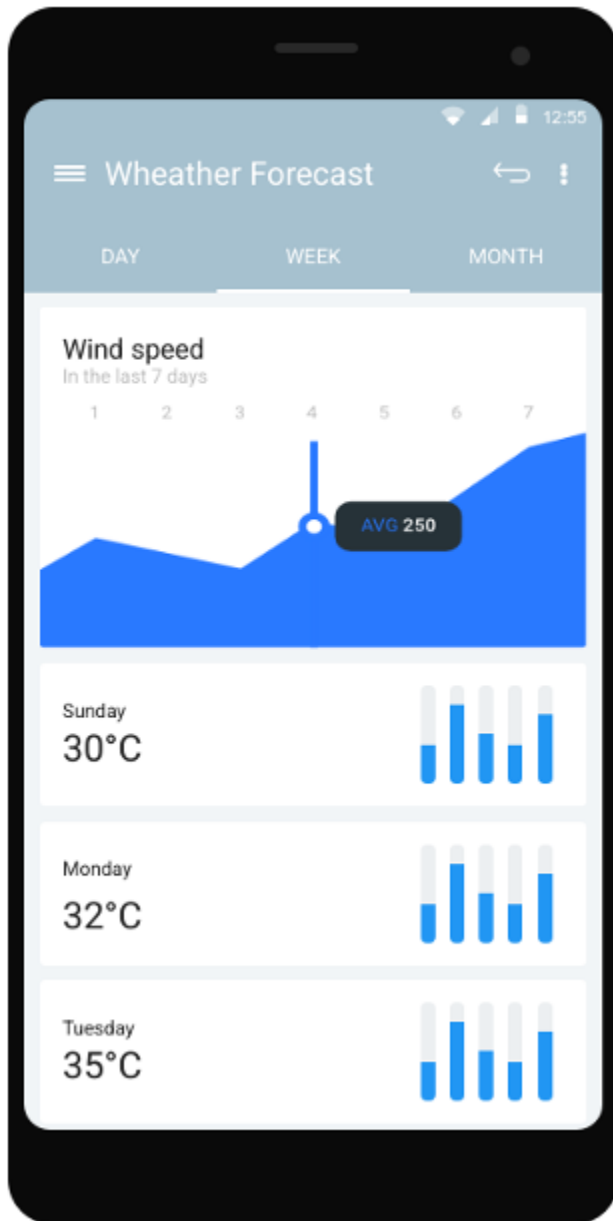 12:55
Wheather Forecast
DAY WEEK MONTH
Wind speed
In the last 7 days
1 2 3 4 5 6 7
AVG 250
Sunday
30°C
Monday
32°C
Tuesday
35°C